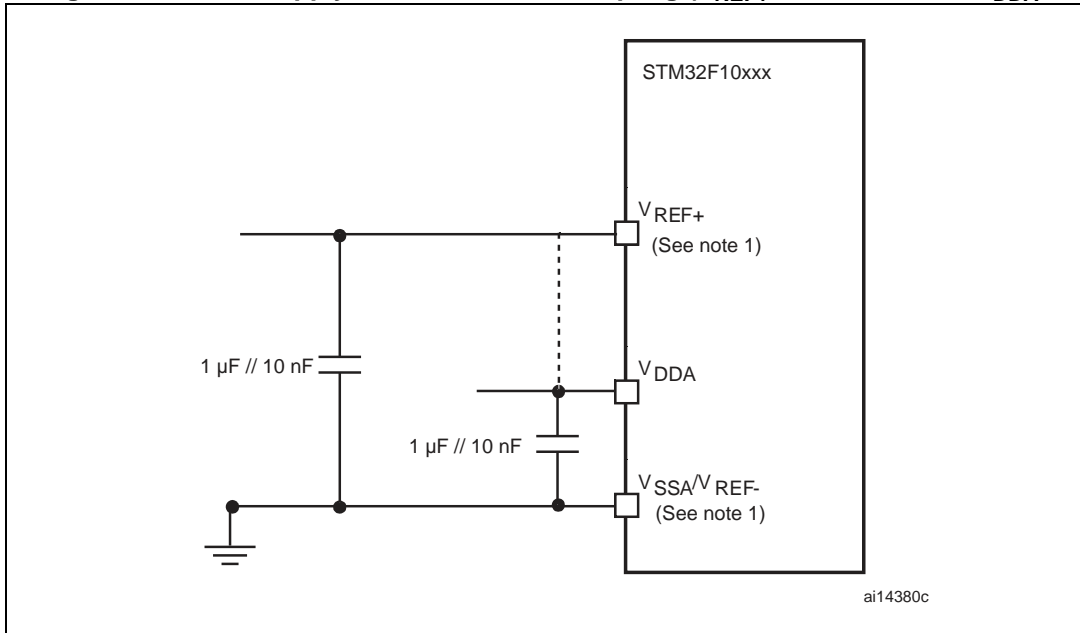 STM32F10xxx
VREF+
(See note 1)
1 µF // 10 nF
VDDA
1 µF // 10 nF
VSSA/VREF-
(See note 1)
ai14380c